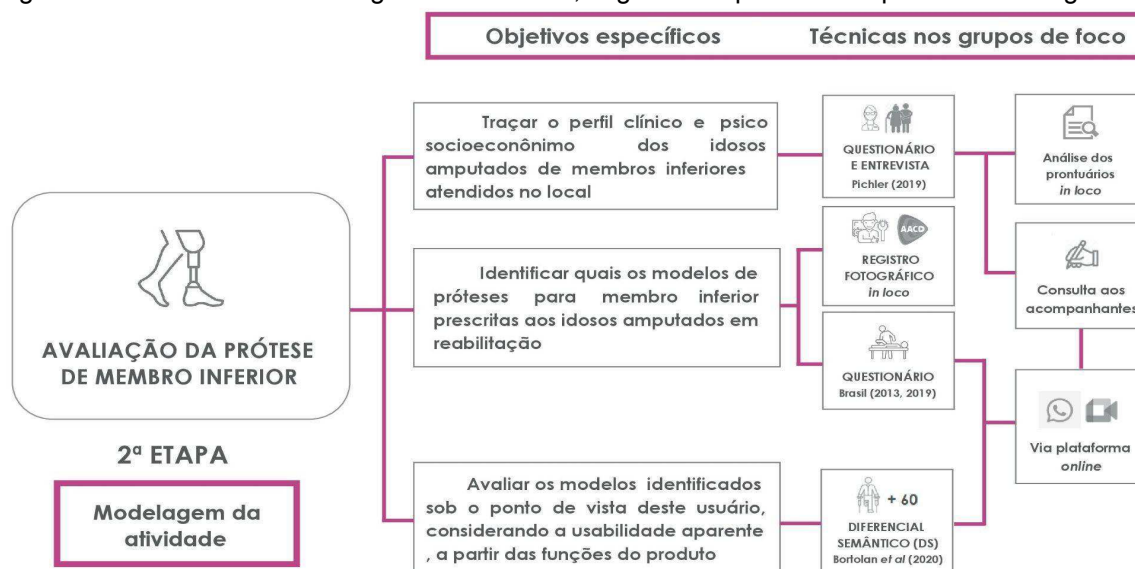 Objetivos específicos
Técnicas nos grupos de foco
Traçar o perfil clínico e psico
socioeconônimo dos idosos
amputados de membros inferiores
atendidos no local
QUESTIONÁRIO
E ENTREVISTA
Pichler (2019)
Análise dos
prontuários
in loco
AACD
REGISTRO
FOTOGRÁFICO
in loco
Identificar quais os modelos de
próteses para membro inferior
prescritas aos idosos amputados em
reabilitação
Consulta aos
acompanhantes
AVALIAÇÃO DA PRÓTESE
DE MEMBRO INFERIOR
QUESTIONÁRIO
Brasil (2013, 2019)
Via plataforma
online
2ª ETAPA
Modelagem da
atividade
Avaliar os modelos identificados
sob o ponto de vista deste usuário,
considerando a usabilidade aparente
, a partir das funções do produto
+ 60
DIFERENCIAL
SEMÂNTICO (DS)
Bortolan et al (2020)